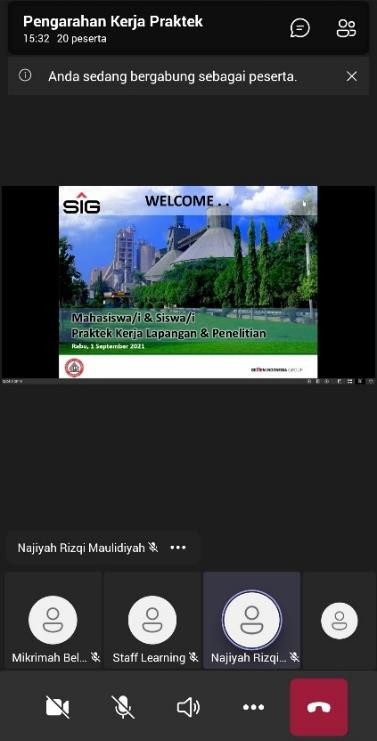 Pengarahan Kerja Praktek
15:32 20 peserta
Anda sedang bergabung sebagai peserta.
SIG
WELCOME . .
Mahasiswa/i & Siswa/i
Praktek Kerja Lapangan & Penelitian
Rabu, 1 September 2021
SEMEN INDONESIA GROUP
Najiyah Rizqi Maulidiyah
Mikrimah Bel...
Staff Learning
Najiyah Rizqi...